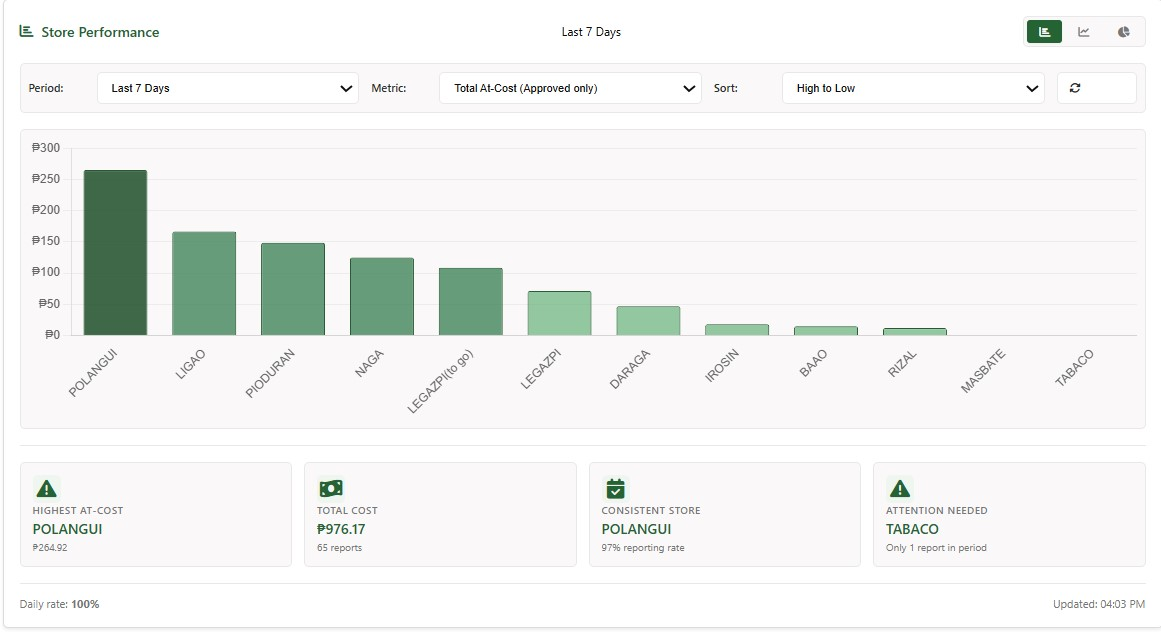 Store Performance
Last 7 Days
Period: Last 7 Days Metric: Total At-Cost (Approved only) Sort: High to Low
₱300
₱250
₱200
₱150
₱100
₱50
₱0
POLANGUI LIGAO PIODURAN NAGA LEGAZPI(to go) LEGAZPI DARAGA IROSIN BAAO RIZAL MASBATE TABACO
HIGHEST AT-COST
POLANGUI
₱264.92
TOTAL COST
₱976.17
65 reports
CONSISTENT STORE
POLANGUI
97% reporting rate
ATTENTION NEEDED
TABACO
Only 1 report in period
Daily rate: 100%
Updated: 04:03 PM